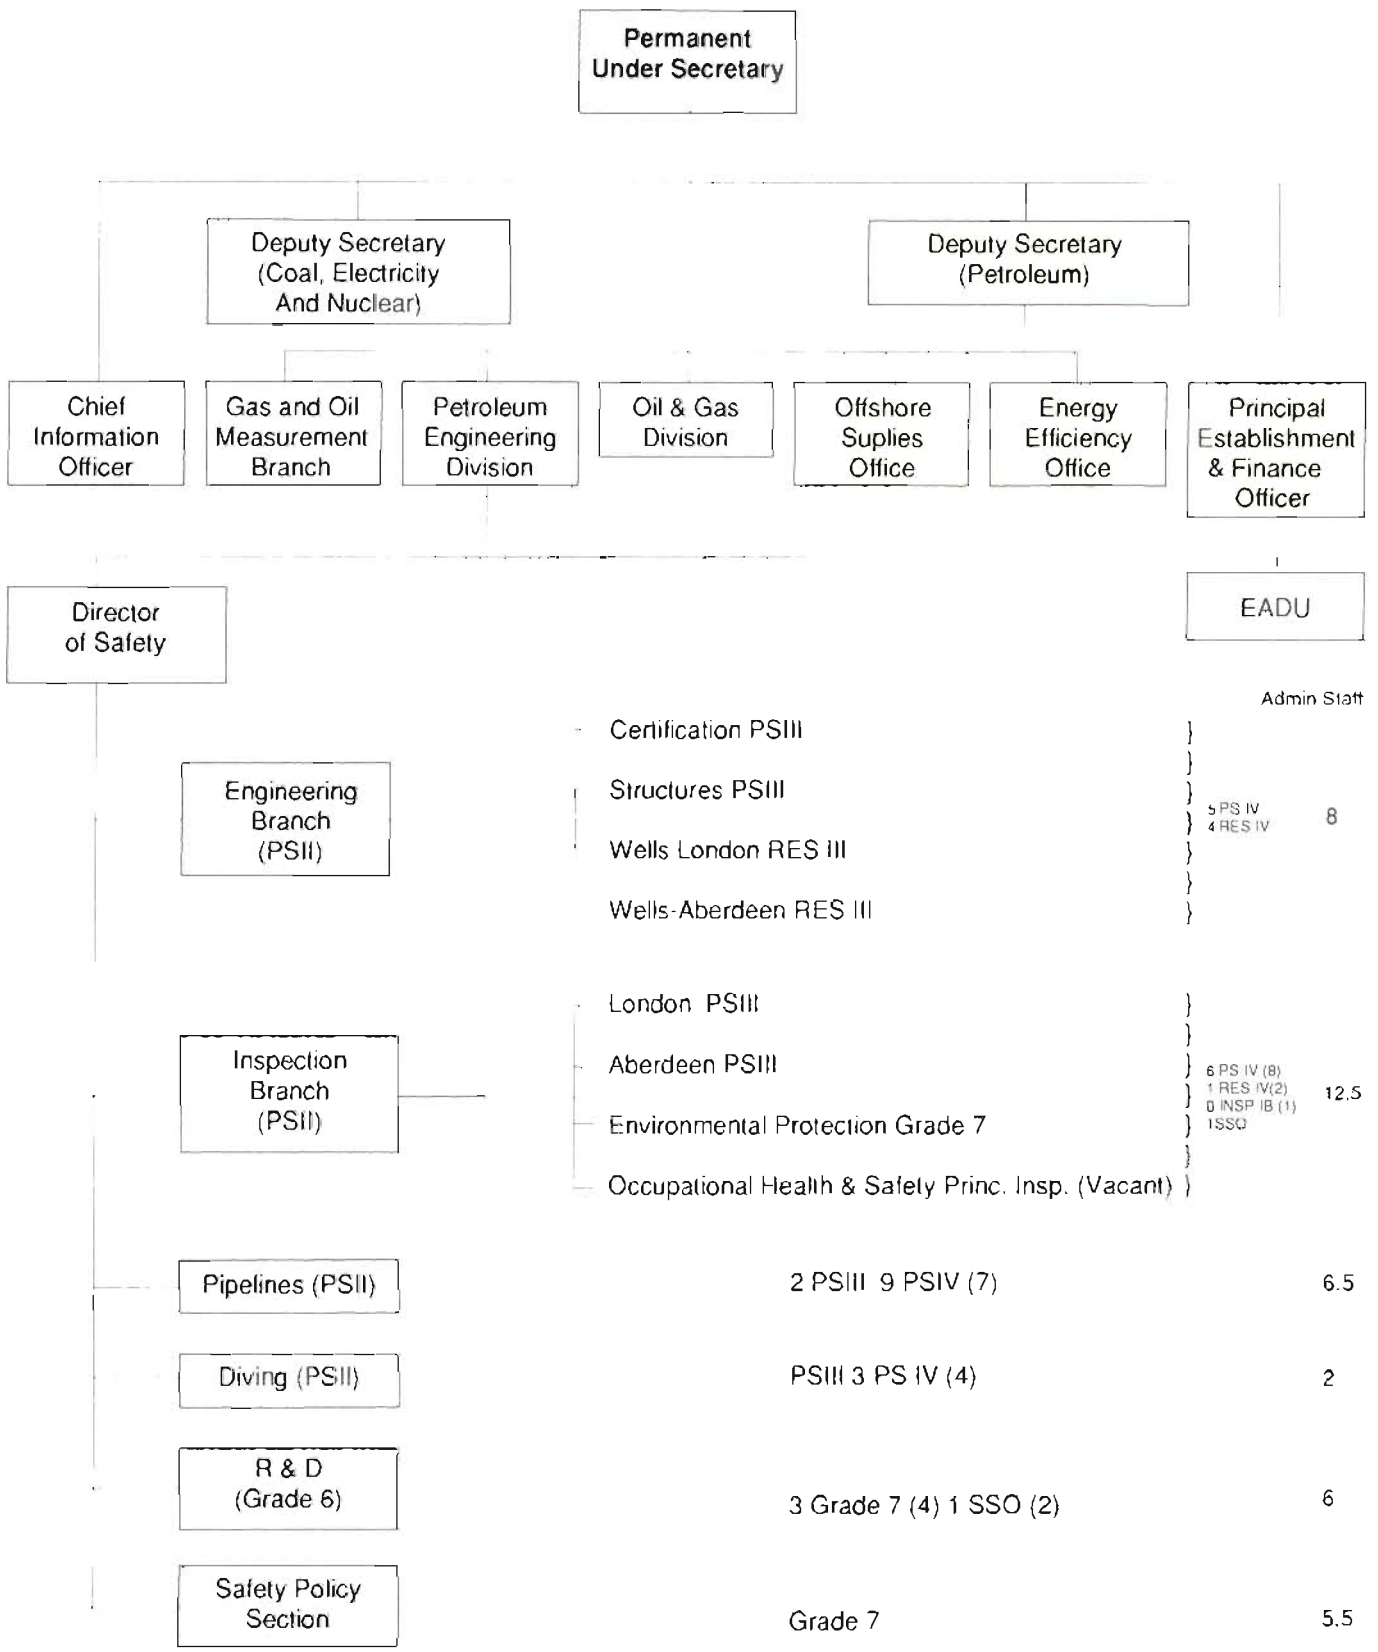 Permanent
Under Secretary
Deputy Secretary
(Coal, Electricity
And Nuclear)
Deputy Secretary
(Petroleum)
Chief
Information
Officer
Gas and Oil
Measurement
Branch
Petroleum
Engineering
Division
Oil & Gas
Division
Offshore
Suplies
Office
Energy
Efficiency
Office
Principal
Establishment
& Finance
Officer
Director
of Safety
EADU
Admin Staff
Engineering
Branch
(PSII)
Certification PSIII }
}
Structures PSIII }
}
Wells London RES III }
}
Wells-Aberdeen RES III }
5 PS IV
4 RES IV
8
Inspection
Branch
(PSII)
London PSIII }
}
Aberdeen PSIII }
}
Environmental Protection Grade 7 }
}
Occupational Health & Safety Princ. Insp. (Vacant) }
6 PS IV (8)
1 RES IV(2)
0 INSP IB (1)
1SSO
12.5
Pipelines (PSII) 2 PSIII 9 PSIV (7) 6.5
Diving (PSII) PSIII 3 PS IV (4) 2
R & D
(Grade 6)
3 Grade 7 (4) 1 SSO (2) 6
Safety Policy
Section
Grade 7 5.5